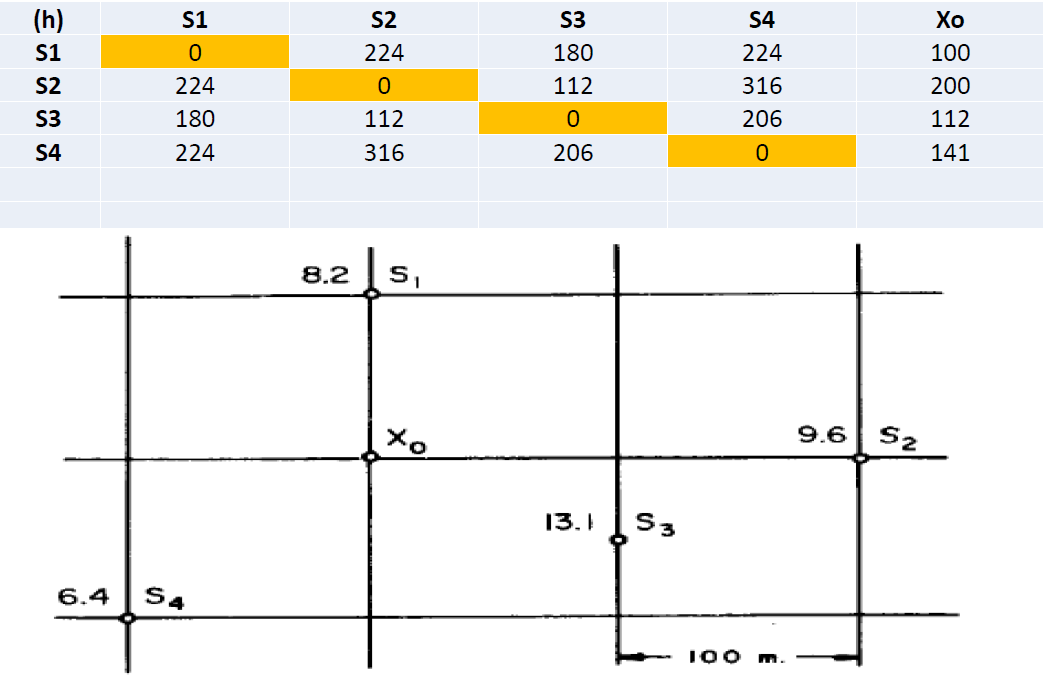 (h) S1 S2 S3 S4 Xo
S1 0 224 180 224 100
S2 224 0 112 316 200
S3 180 112 0 206 112
S4 224 316 206 0 141
8.2 S₁
X₀ 9.6 S₂
13.1 S₃
6.4 S₄
100 m.